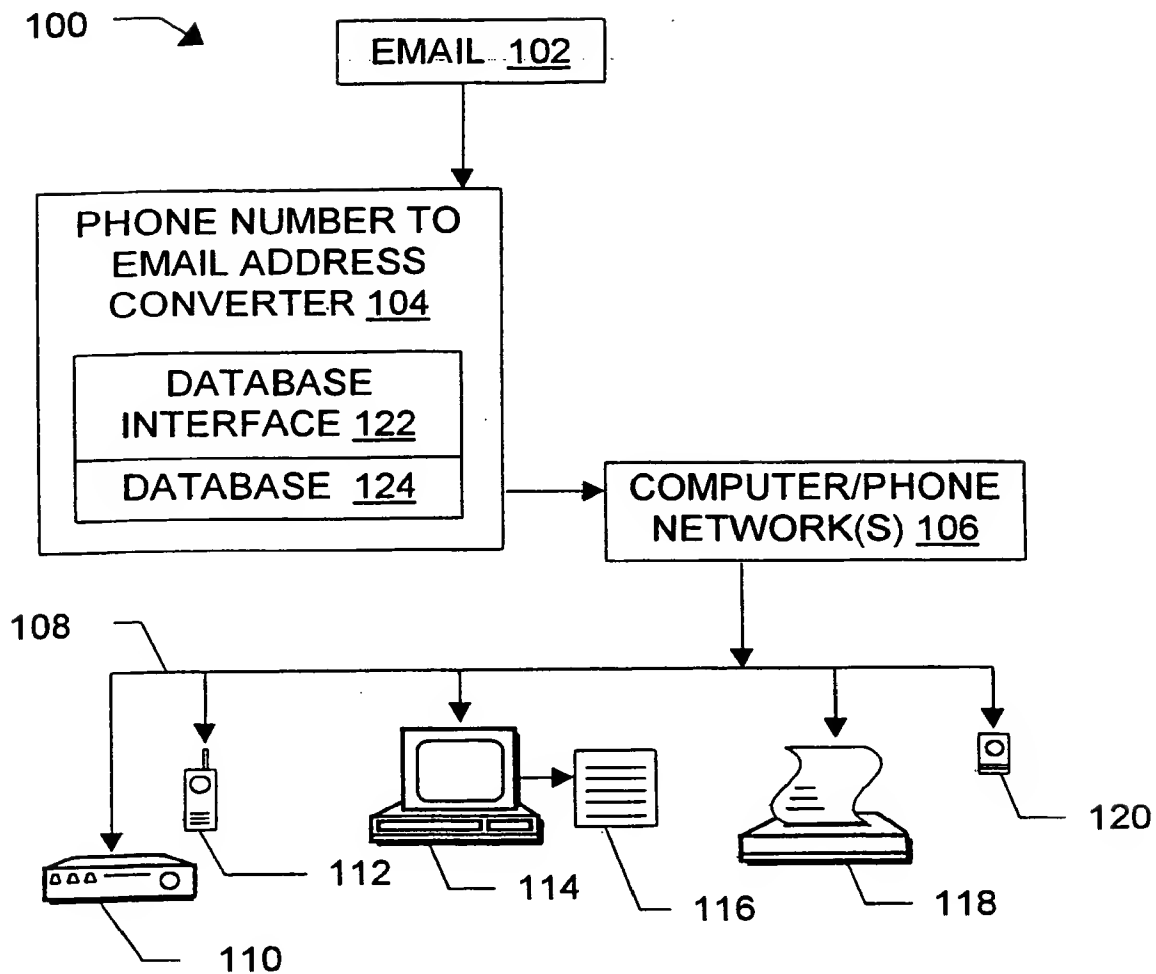 100
EMAIL 102
PHONE NUMBER TO
EMAIL ADDRESS
CONVERTER 104
DATABASE
INTERFACE 122
DATABASE 124
COMPUTER/PHONE
NETWORK(S) 106
108
110
112
114
116
118
120